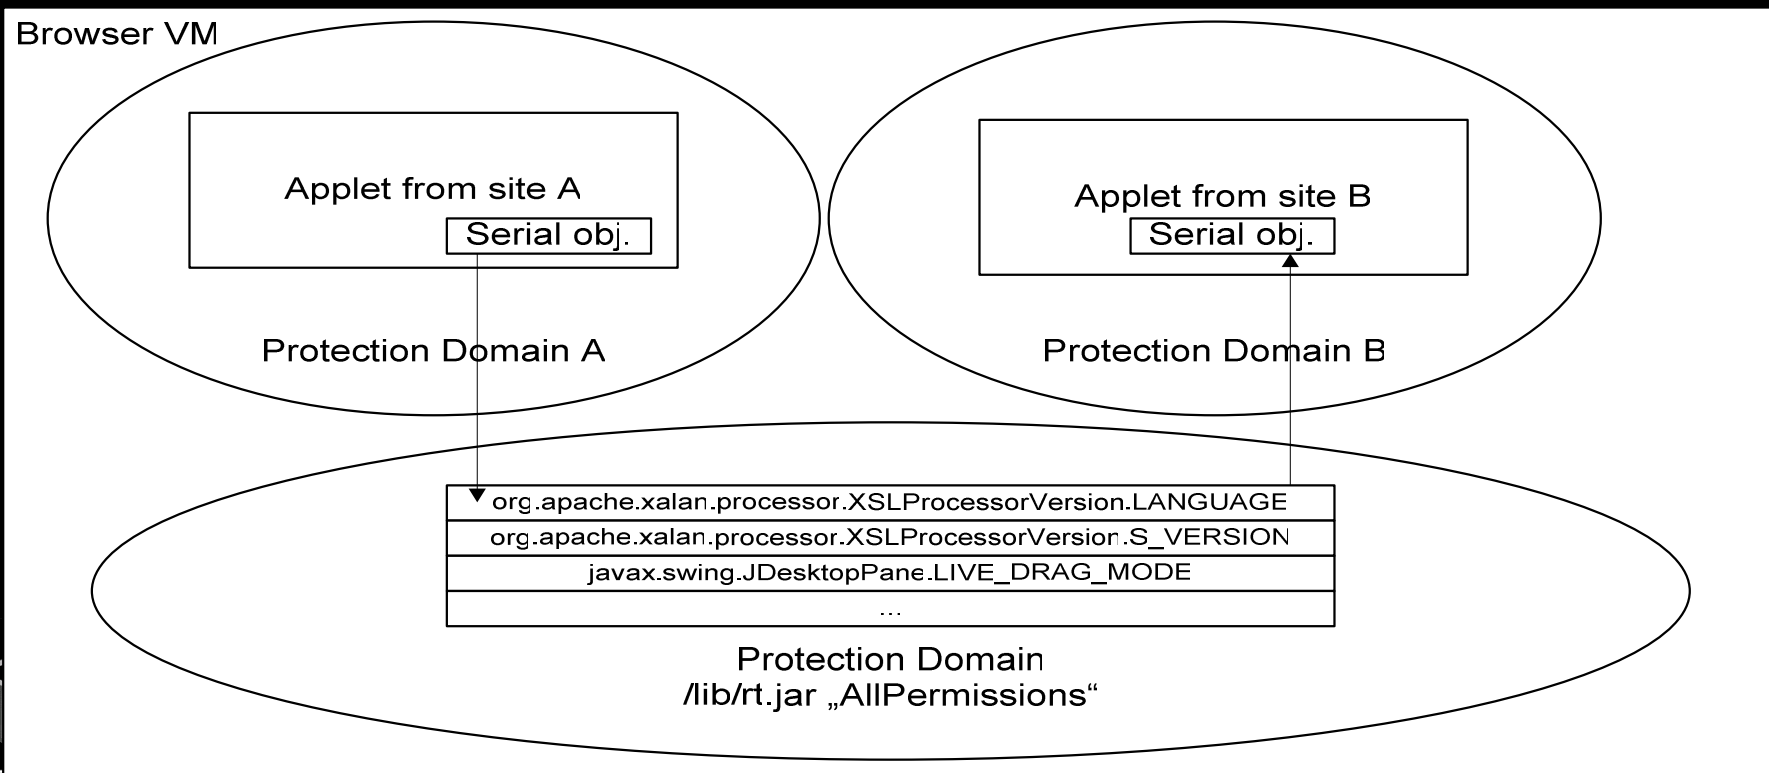 Browser VM
Applet from site A
Serial obj.
Protection Domain A
Applet from site B
Serial obj.
Protection Domain B
org.apache.xalan.processor.XSLProcessorVersion.LANGUAGE
org.apache.xalan.processor.XSLProcessorVersion.S_VERSION
javax.swing.JDesktopPane.LIVE_DRAG_MODE
...
Protection Domain
/lib/rt.jar „AllPermissions“